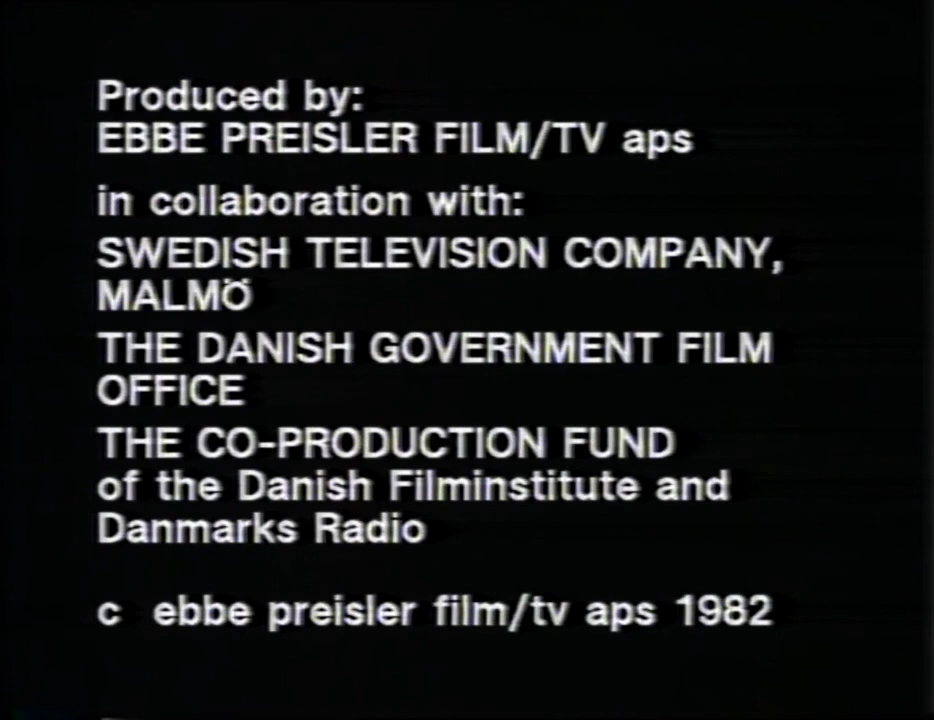 Produced by:
EBBE PREISLER FILM/TV aps
in collaboration with:
SWEDISH TELEVISION COMPANY,
MALMÖ
THE DANISH GOVERNMENT FILM
OFFICE
THE CO-PRODUCTION FUND
of the Danish Filminstitute and
Danmarks Radio
c ebbe preisler film/tv aps 1982